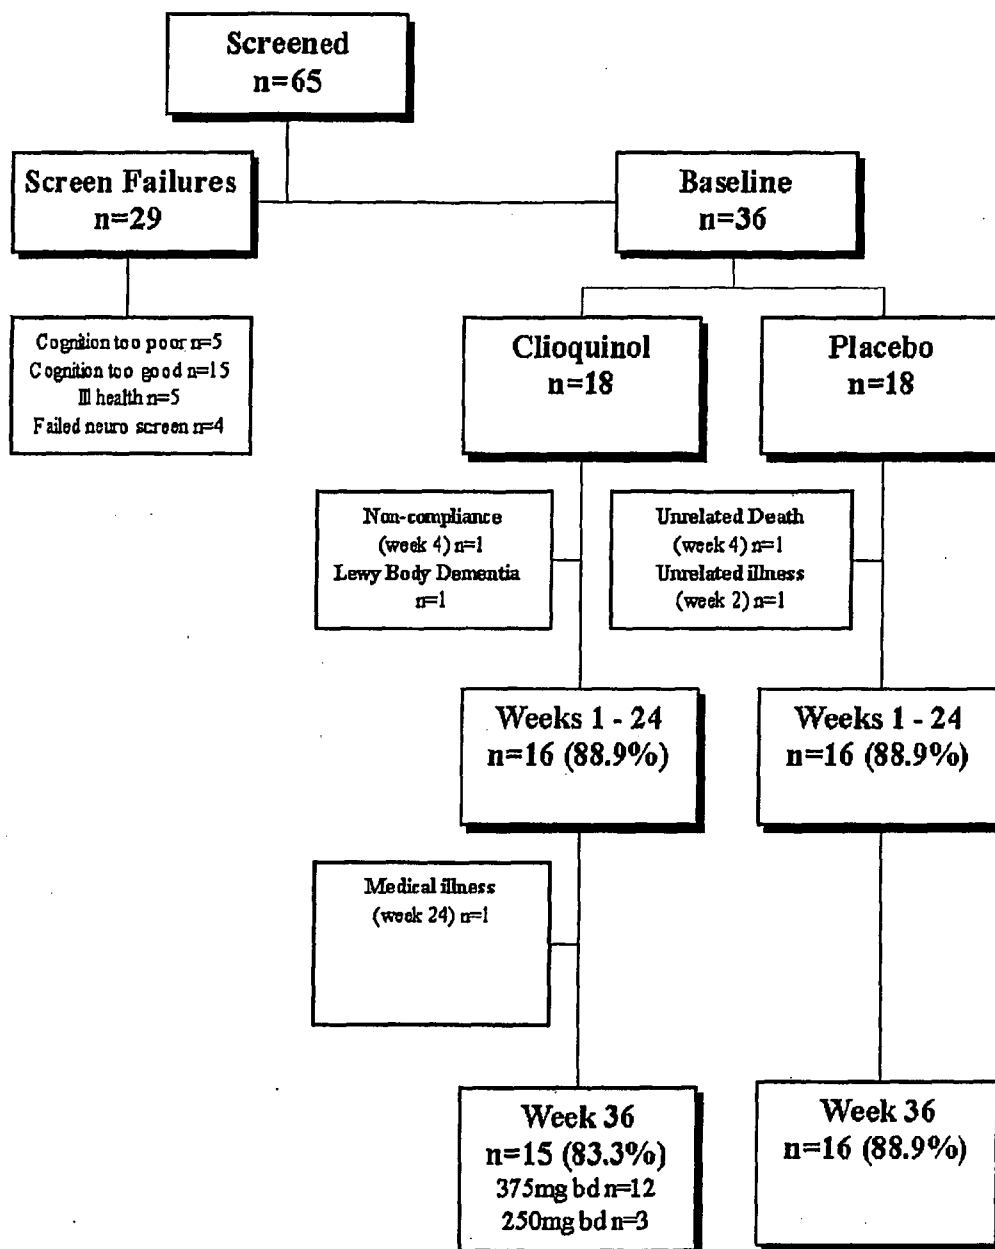 Screened
n=65
Screen Failures
n=29
Baseline
n=36
Cognition too poor n=5
Cognition too good n=15
Ill health n=5
Failed neuro screen n=4
Clioquinol
n=18
Placebo
n=18
Non-compliance
(week 4) n=1
Lewy Body Dementia
n=1
Unrelated Death
(week 4) n=1
Unrelated illness
(week 2) n=1
Weeks 1 - 24
n=16 (88.9%)
Weeks 1 - 24
n=16 (88.9%)
Medical illness
(week 24) n=1
Week 36
n=15 (83.3%)
375mg bd n=12
250mg bd n=3
Week 36
n=16 (88.9%)